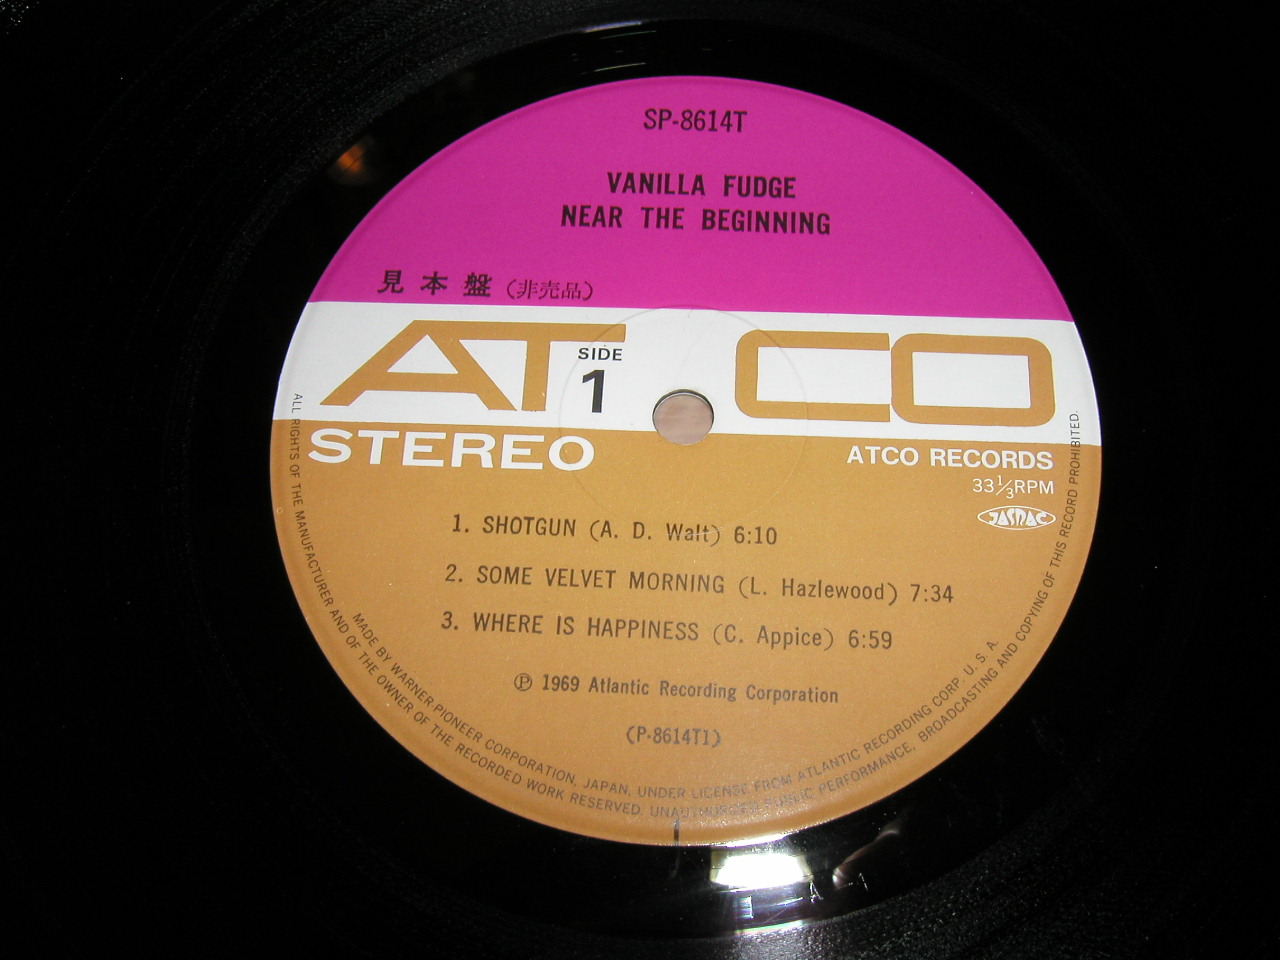 SP-8614T
VANILLA FUDGE
NEAR THE BEGINNING
見本盤 (非売品)
ATCO
SIDE
1
STEREO
ATCO RECORDS
33⅓RPM
JASRAC
1. SHOTGUN (A. D. Walt) 6:10
2. SOME VELVET MORNING (L. Hazlewood) 7:34
3. WHERE IS HAPPINESS (C. Appice) 6:59
Ⓟ 1969 Atlantic Recording Corporation
(P-8614T1)
MADE BY WARNER PIONEER CORPORATION, JAPAN, UNDER LICENSE FROM ATLANTIC RECORDING CORP. U. S. A.
ALL RIGHTS OF THE MANUFACTURER AND OF THE OWNER OF THE RECORDED WORK RESERVED. UNAUTHORIZED PUBLIC PERFORMANCE, BROADCASTING AND COPYING OF THIS RECORD PROHIBITED.